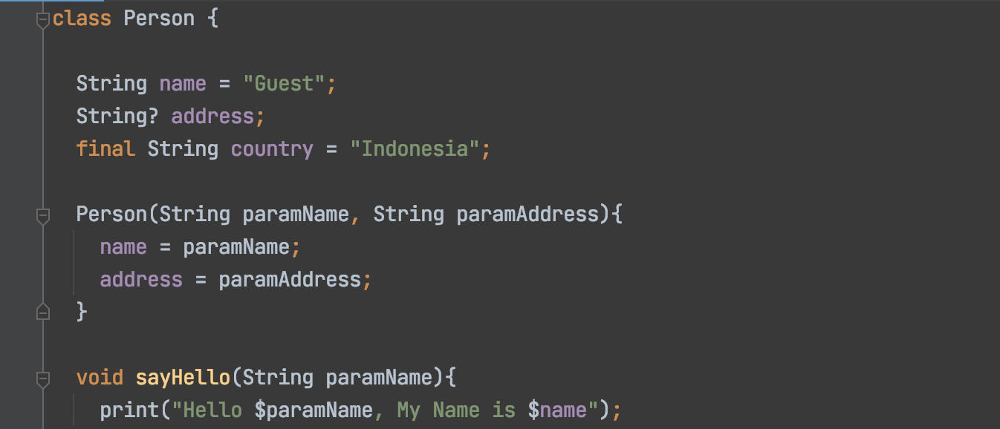 class Person {
String name = "Guest";
String? address;
final String country = "Indonesia";
Person(String paramName, String paramAddress){
name = paramName;
address = paramAddress;
}
void sayHello(String paramName){
print("Hello $paramName, My Name is $name");